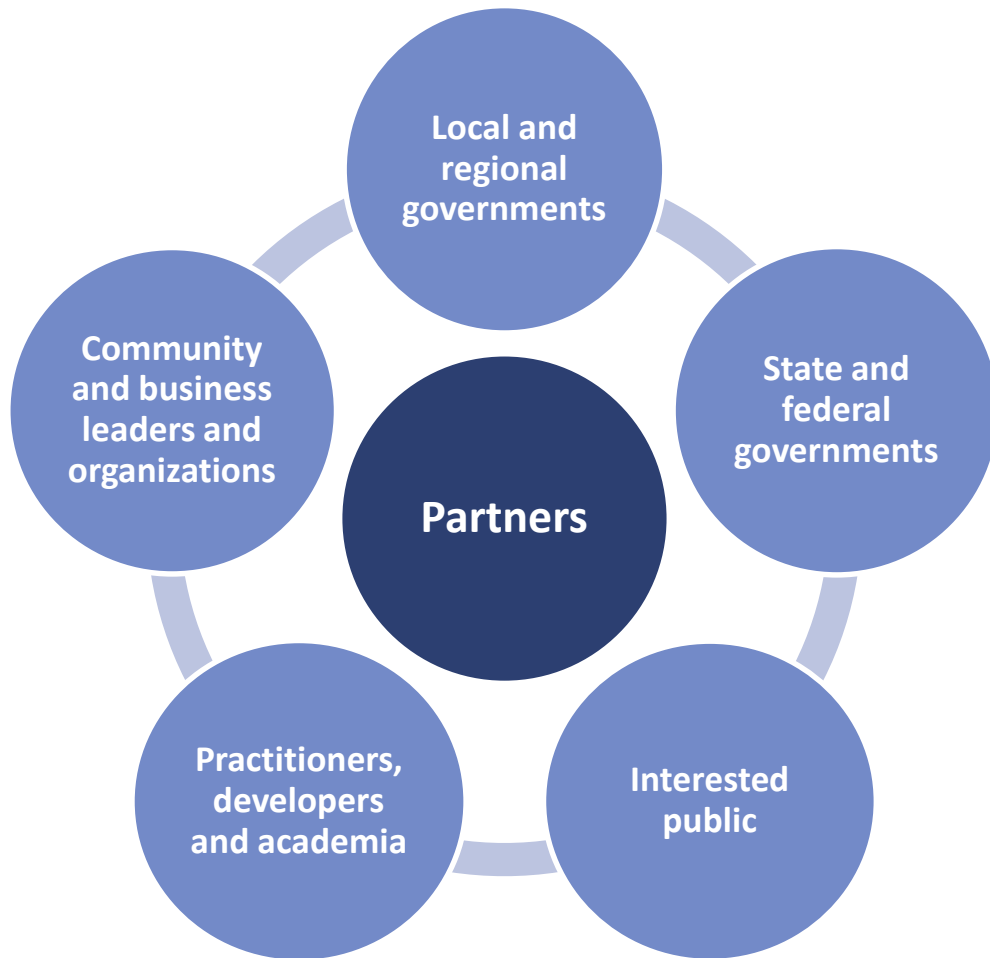 Local and
regional
governments
State and
federal
governments
Interested
public
Practitioners,
developers
and academia
Community
and business
leaders and
organizations
Partners